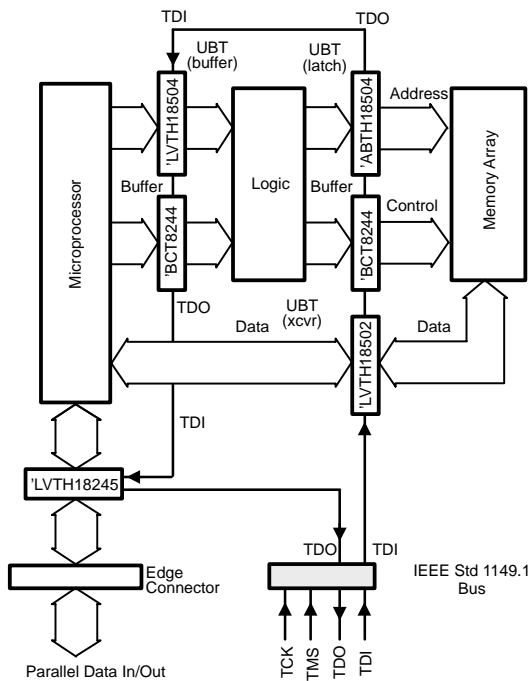 TDI
TDO
UBT
(buffer)
UBT
(latch)
'LVTH18504
'ABTH18504
Address
Microprocessor
Logic
Memory Array
Buffer
Buffer
'BCT8244
'BCT8244
Control
TDO
UBT
(xcvr)
Data
Data
'LVTH18502
TDI
'LVTH18245
TDO
TDI
Edge
Connector
IEEE Std 1149.1
Bus
TCK
TMS
TDO
TDI
Parallel Data In/Out